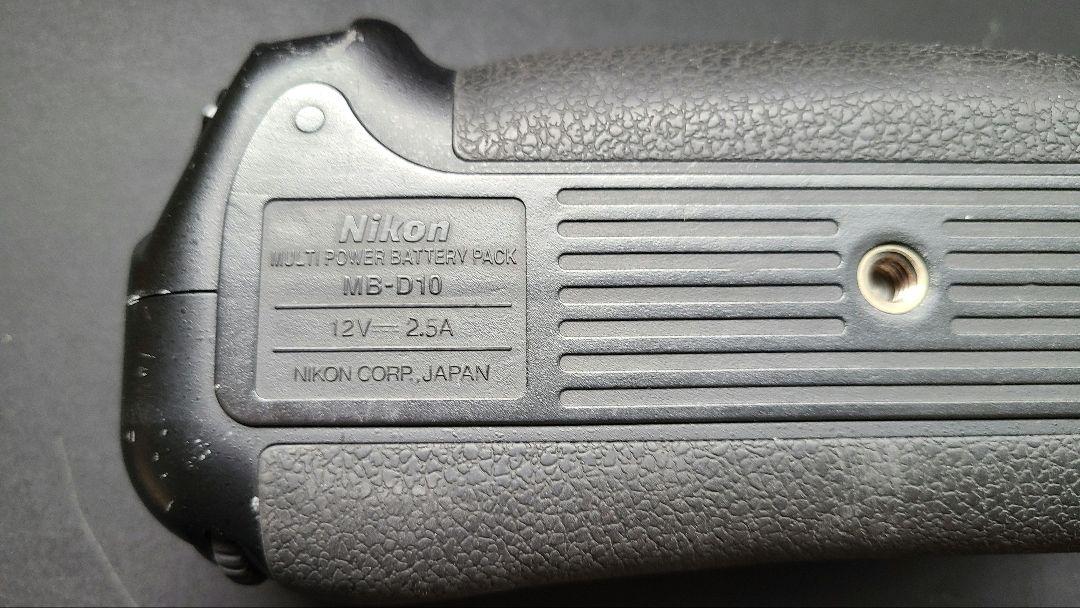 Nikon
MULTI POWER BATTERY PACK
MB-D10
12V⎓2.5A
NIKON CORP., JAPAN